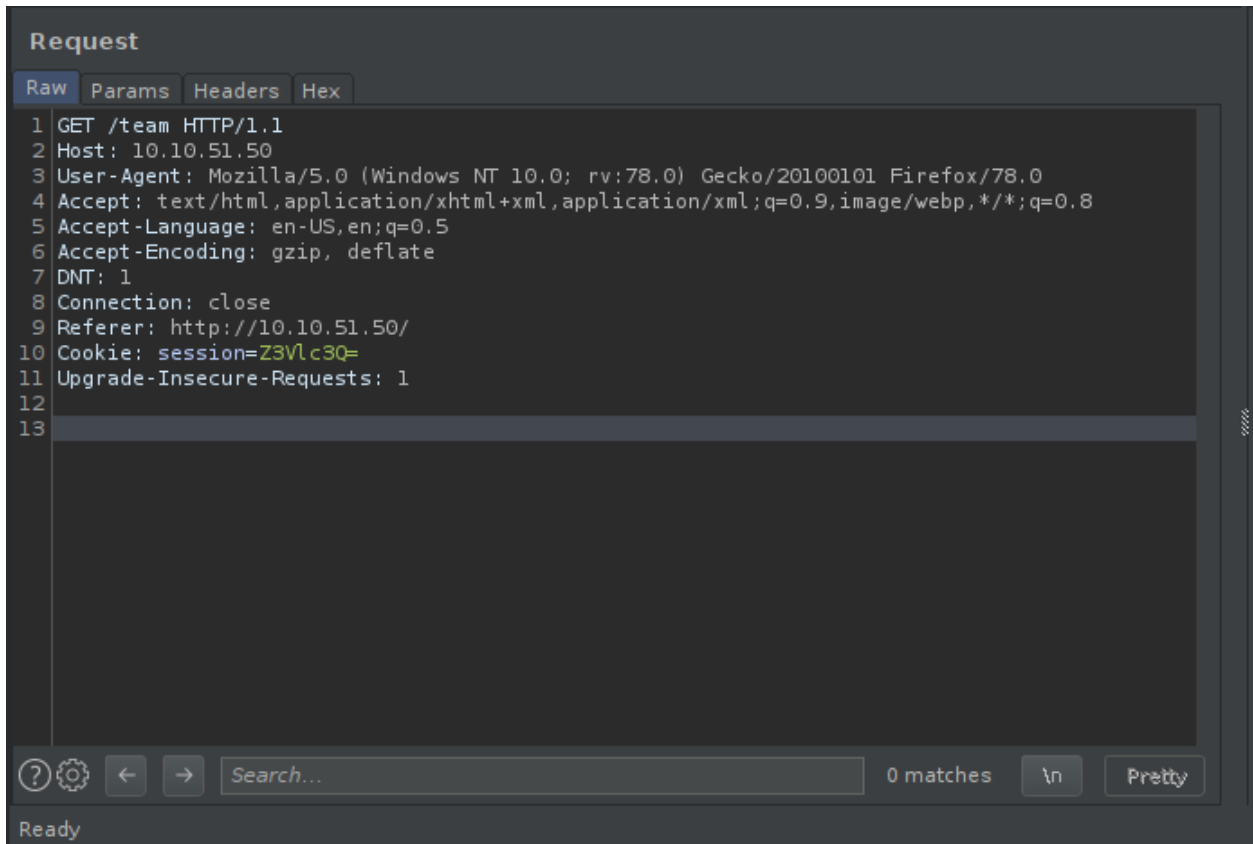 Request
Raw Params Headers Hex
1 GET /team HTTP/1.1
2 Host: 10.10.51.50
3 User-Agent: Mozilla/5.0 (Windows NT 10.0; rv:78.0) Gecko/20100101 Firefox/78.0
4 Accept: text/html,application/xhtml+xml,application/xml;q=0.9,image/webp,*/*;q=0.8
5 Accept-Language: en-US,en;q=0.5
6 Accept-Encoding: gzip, deflate
7 DNT: 1
8 Connection: close
9 Referer: http://10.10.51.50/
10 Cookie: session=Z3Vlc3Q=
11 Upgrade-Insecure-Requests: 1
12
13
? ← → Search... 0 matches \n Pretty
Ready